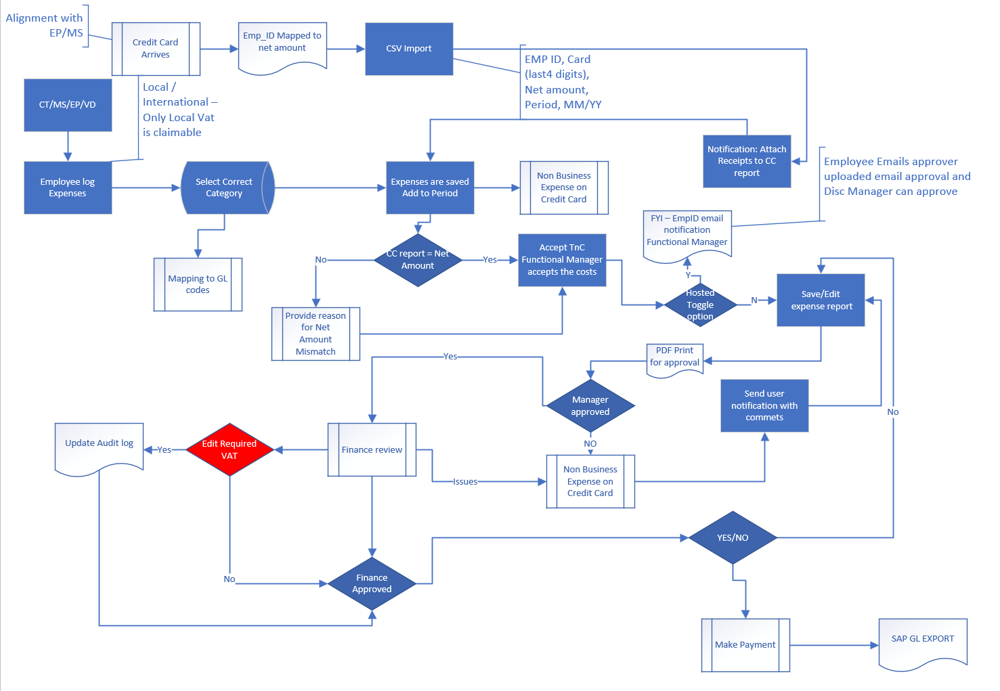 Alignment with
EP/MS
Credit Card
Arrives
Emp_ID Mapped to
net amount
CSV Import
EMP ID, Card
(last4 digits),
Net amount,
Period, MM/YY
CT/MS/EP/VD
Local /
International –
Only Local Vat
is claimable
Notification: Attach
Receipts to CC
report
Employee Emails approver
uploaded email approval and
Disc Manager can approve
Employee log
Expenses
Select Correct
Category
Expenses are saved
Add to Period
Non Business
Expense on
Credit Card
FYI – EmpID email
notification
Functional Manager
CC report = Net
Amount
No
Yes
Accept TnC
Functional Manager
accepts the costs
Mapping to GL
codes
Y
Hosted
Toggle
option
N
Save/Edit
expense report
Provide reason
for Net
Amount
Mismatch
PDF Print
for approval
Yes
Manager
approved
Send user
notification with
commets
No
Update Audit log
Yes
Edit Required
VAT
Finance review
NO
Issues
Non Business
Expense on
Credit Card
YES/NO
No
Finance
Approved
Make Payment
SAP GL EXPORT